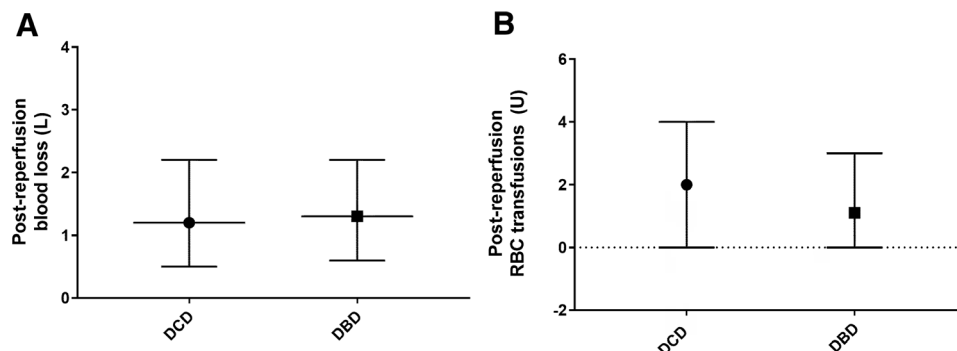 A
Post-reperfusion
blood loss (L)
4
3
2
1
0
DCD
DBD
B
Post-reperfusion
RBC transfusions (U)
6
4
2
0
-2
DCD
DBD